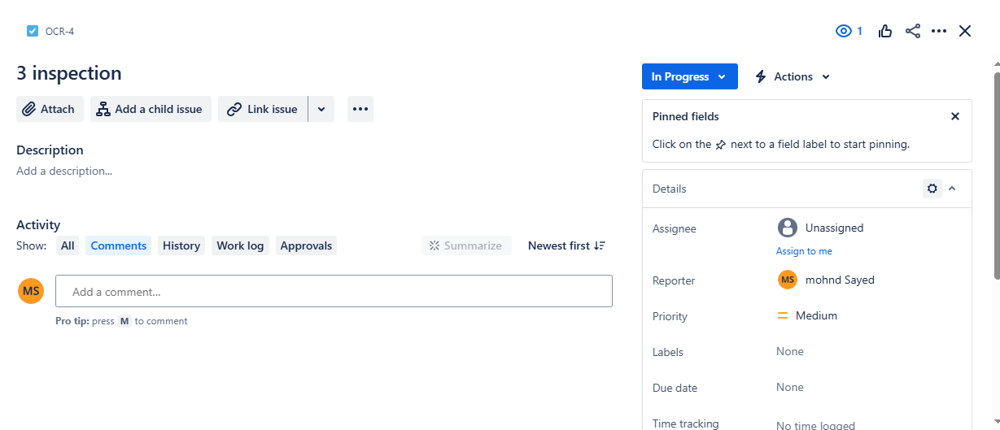 OCR-4
1
3 inspection
In Progress
Actions
Attach
Add a child issue
Link issue
Pinned fields
Click on the next to a field label to start pinning.
Description
Add a description...
Details
Activity
Show: All Comments History Work log Approvals
Summarize
Newest first
MS
Add a comment...
Pro tip: press M to comment
Assignee
Unassigned
Assign to me
Reporter
MS mohnd Sayed
Priority
Medium
Labels
None
Due date
None
Time tracking
No time logged